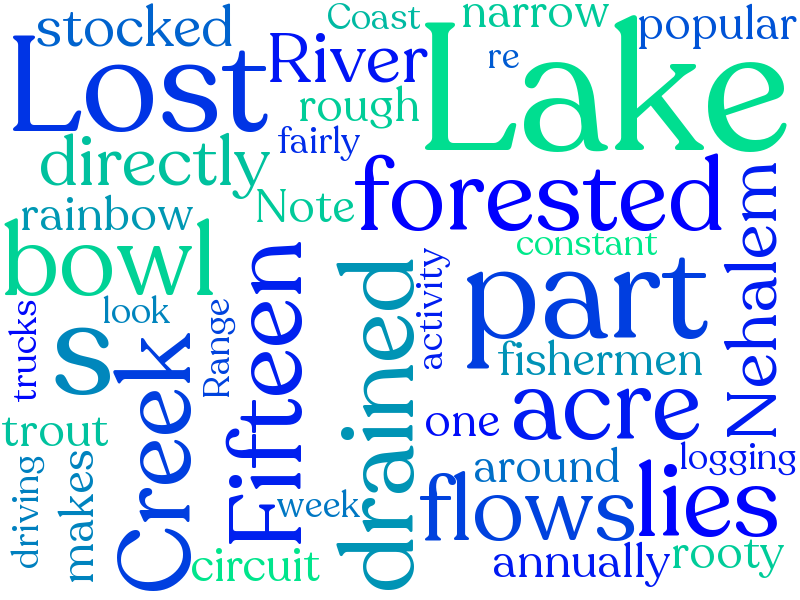 stocked
Coast
narrow
popular
Lost
River
re
Lake
rough
fairly
directly
forested
rainbow
Note
Nehalem
bowl
constant
Fifteen
activity
part
s
look
Range
trucks
drained
fishermen
Creek
acre
one
trout
logging
around
lies
driving
makes
week
flows
circuit
annually
rooty